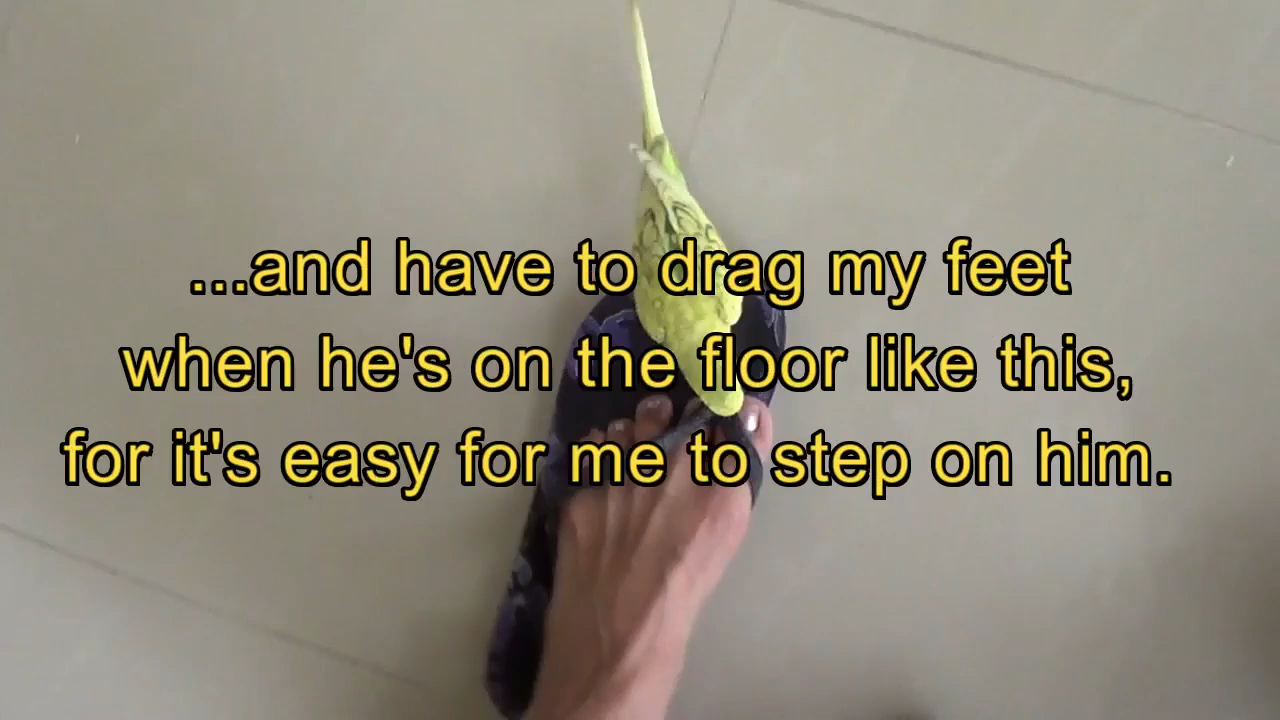 ...and have to drag my feet
when he's on the floor like this,
for it's easy for me to step on him.